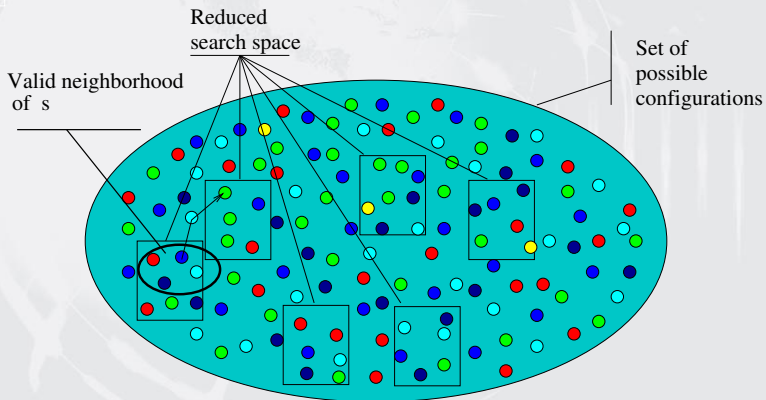 Reduced
search space
Set of
possible
configurations
Valid neighborhood
of s